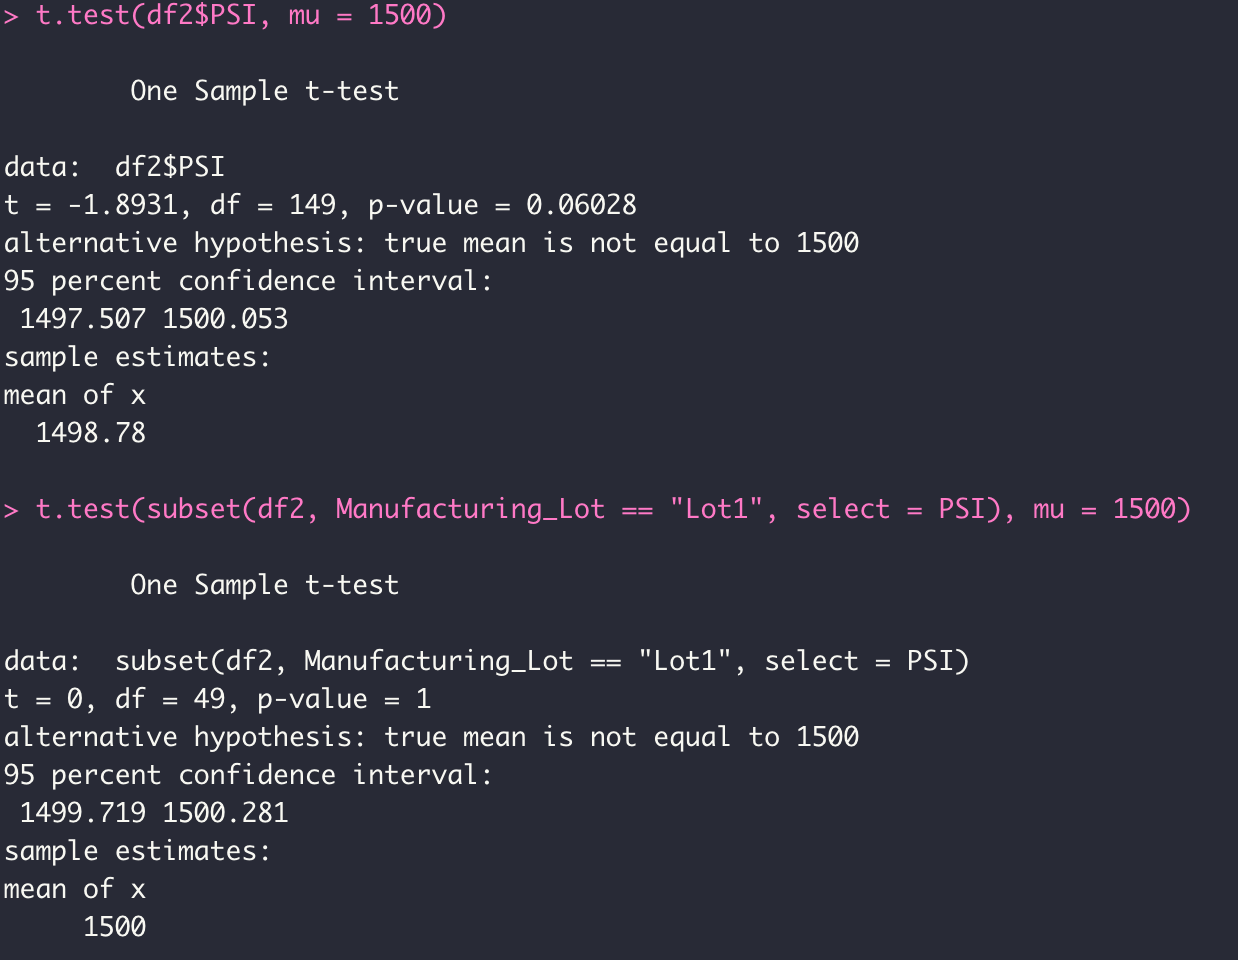 > t.test(df2$PSI, mu = 1500)
One Sample t-test
data:  df2$PSI
t = -1.8931, df = 149, p-value = 0.06028
alternative hypothesis: true mean is not equal to 1500
95 percent confidence interval:
1497.507 1500.053
sample estimates:
mean of x
1498.78
> t.test(subset(df2, Manufacturing_Lot == "Lot1", select = PSI), mu = 1500)
One Sample t-test
data:  subset(df2, Manufacturing_Lot == "Lot1", select = PSI)
t = 0, df = 49, p-value = 1
alternative hypothesis: true mean is not equal to 1500
95 percent confidence interval:
1499.719 1500.281
sample estimates:
mean of x
1500